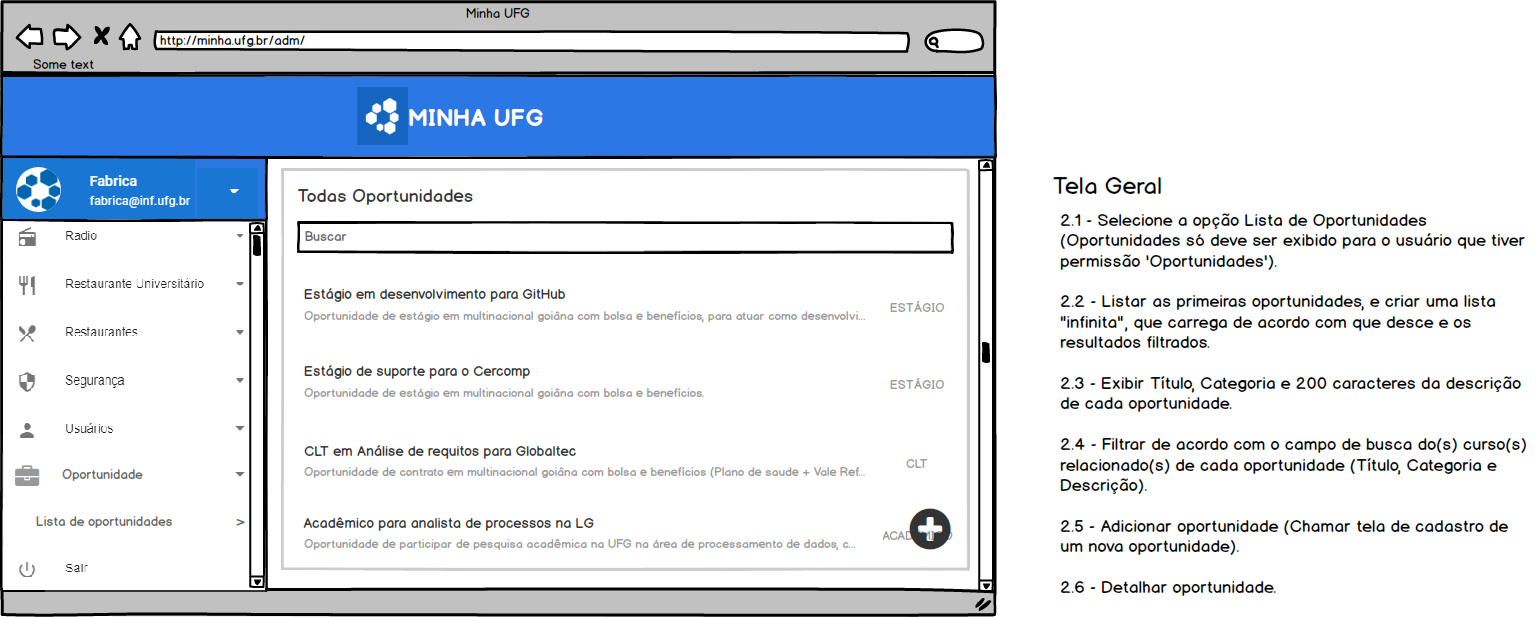 Minha UFG
http://minha.ufg.br/adm/
Some text
MINHA UFG
Fabrica
fabrica@inf.ufg.br
Radio
Restaurante Universitário
Restaurantes
Segurança
Usuários
Oportunidade
Lista de oportunidades >
Sair
Todas Oportunidades
Buscar
Estágio em desenvolvimento para GitHub
Oportunidade de estágio em multinacional goiâna com bolsa e benefícios, para atuar como desenvolvi...
ESTÁGIO
Estágio de suporte para o Cercomp
Oportunidade de estágio em multinacional goiâna com bolsa e benefícios.
ESTÁGIO
CLT em Análise de requitos para Globaltec
Oportunidade de contrato em multinacional goiâna com bolsa e benefícios (Plano de saude + Vale Ref...
CLT
Acadêmico para analista de processos na LG
Oportunidade de participar de pesquisa acadêmica na UFG na área de processamento de dados, c...
Tela Geral
2.1 - Selecione a opção Lista de Oportunidades
(Oportunidades só deve ser exibido para o usuário que tiver
permissão 'Oportunidades').
2.2 - Listar as primeiras oportunidades, e criar uma lista
"infinita", que carrega de acordo com que desce e os
resultados filtrados.
2.3 - Exibir Título, Categoria e 200 caracteres da descrição
de cada oportunidade.
2.4 - Filtrar de acordo com o campo de busca do(s) curso(s)
relacionado(s) de cada oportunidade (Título, Categoria e
Descrição).
2.5 - Adicionar oportunidade (Chamar tela de cadastro de
um nova oportunidade).
2.6 - Detalhar oportunidade.